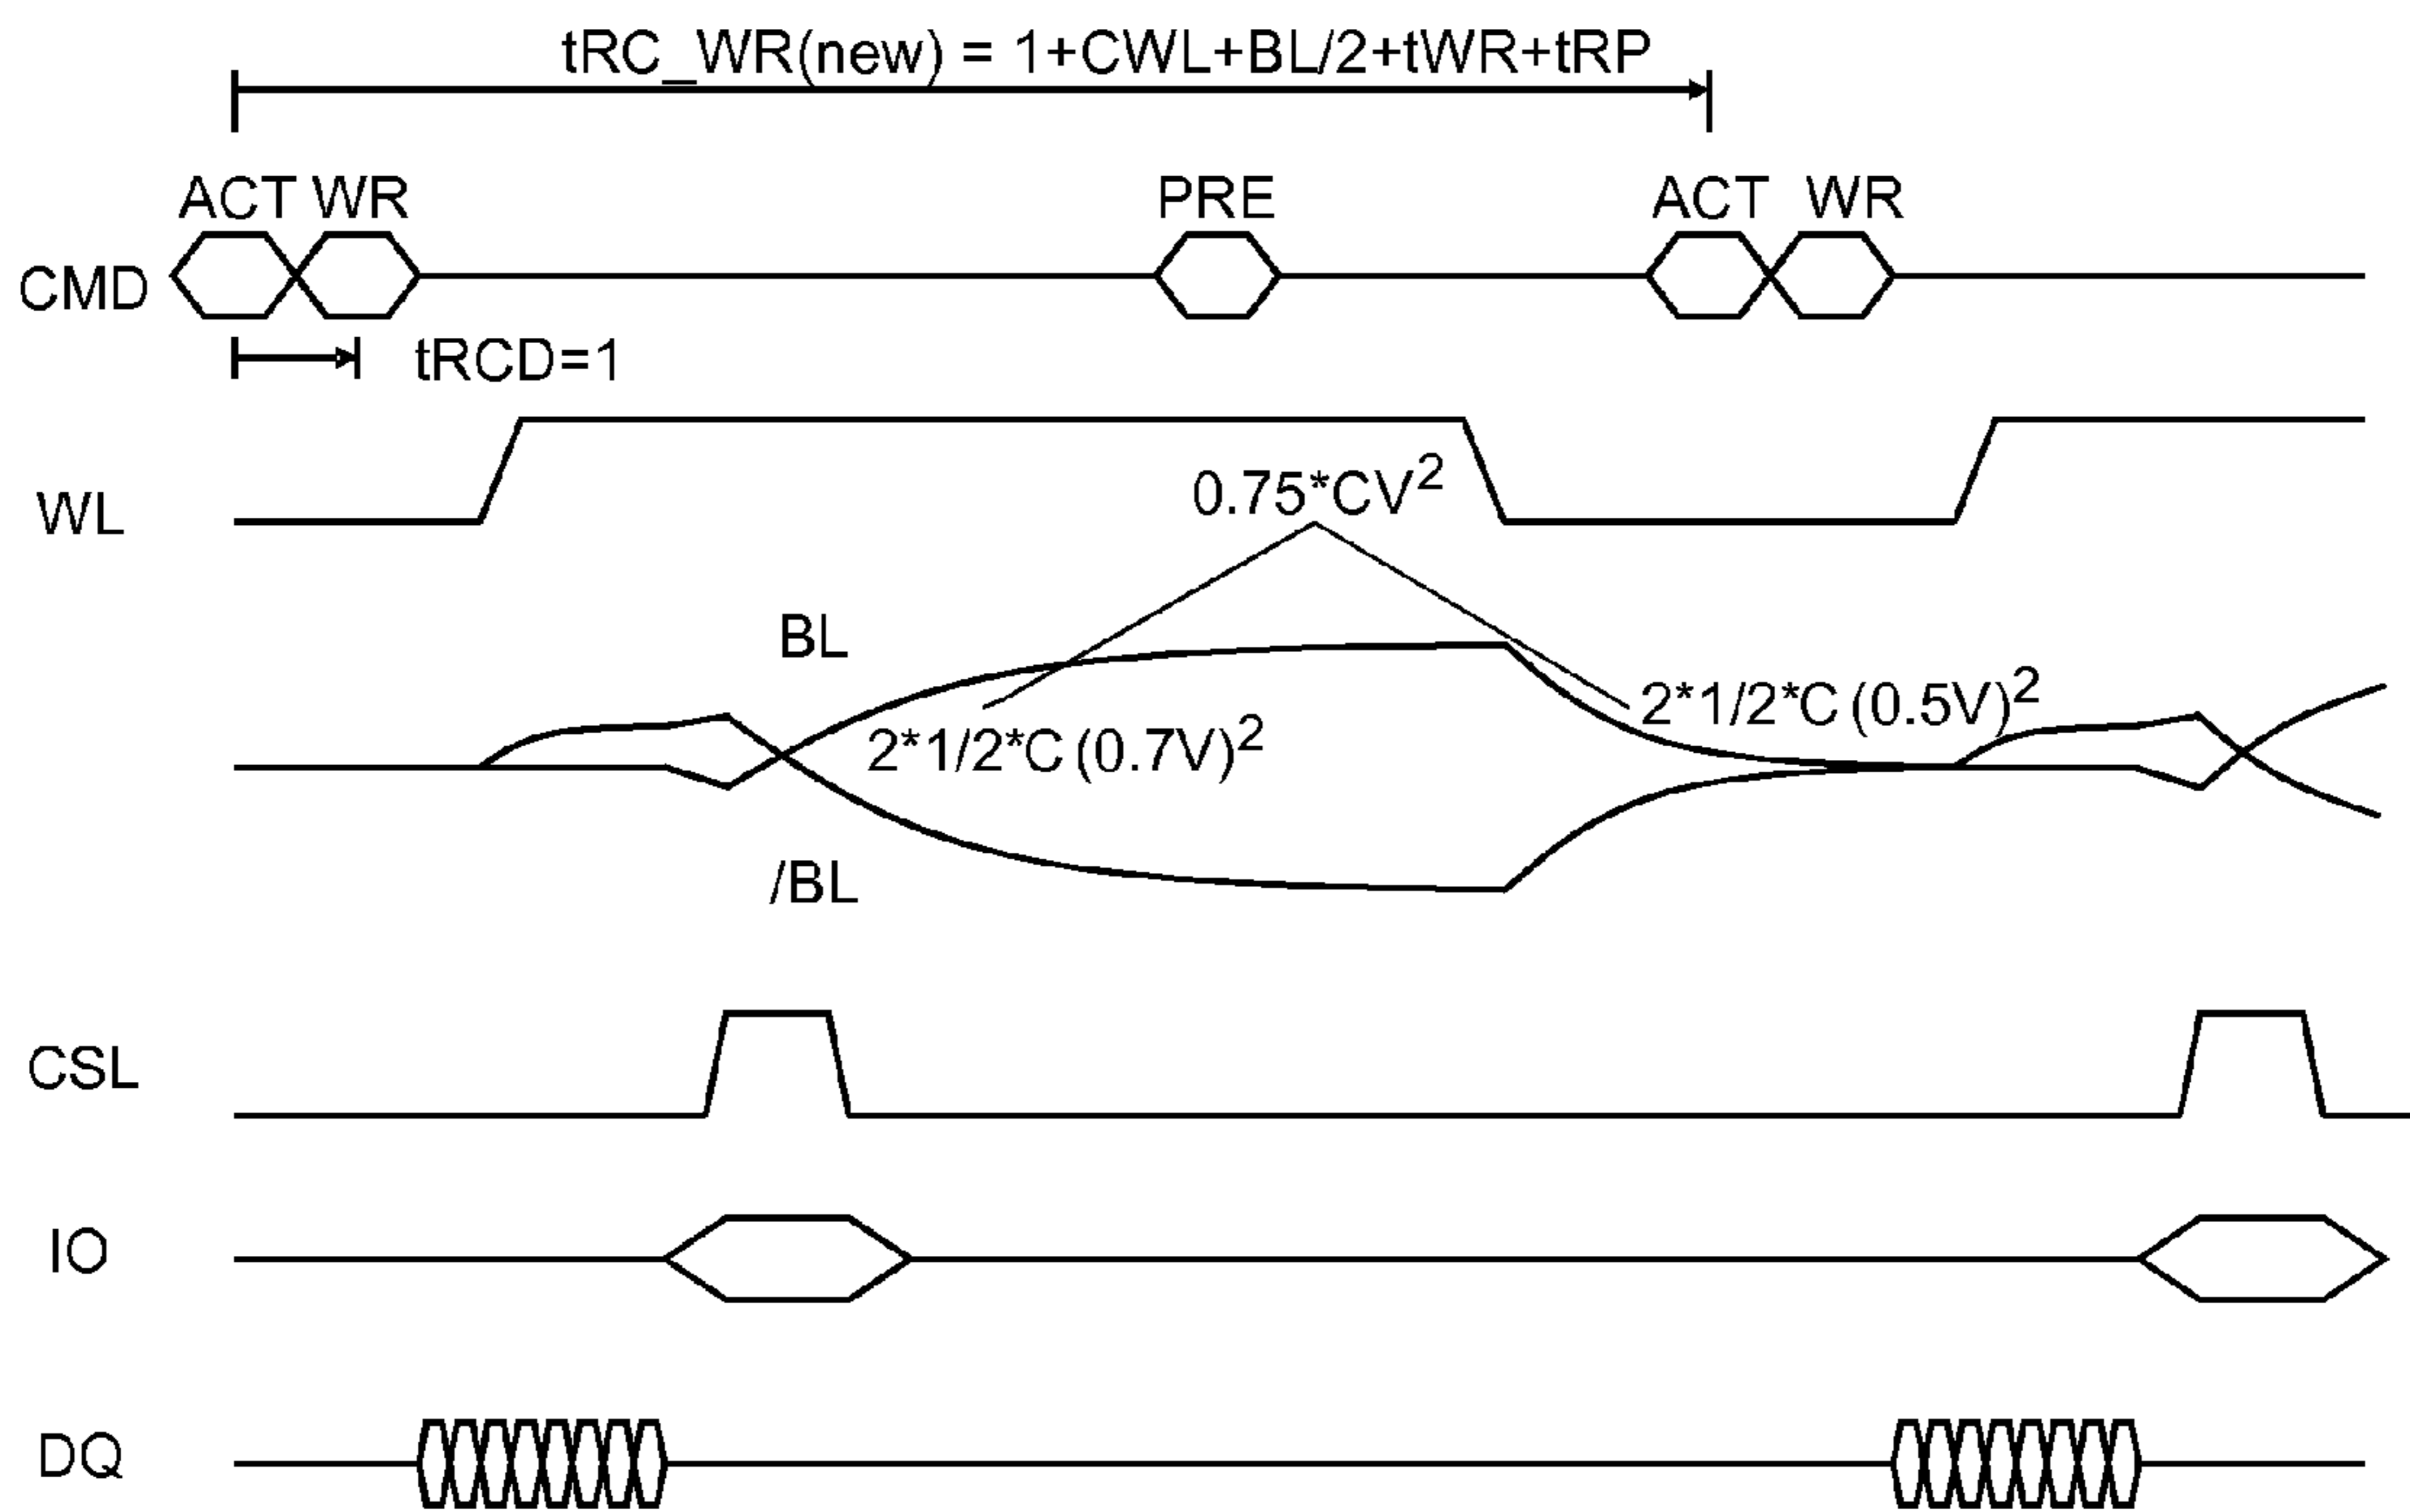 tRC_WR(new) = 1+CWL+BL/2+tWR+tRP
ACT WR PRE ACT WR
CMD
tRCD=1
WL
0.75*CV²
BL
2*1/2*C (0.7V)²
2*1/2*C (0.5V)²
/BL
CSL
IO
DQ